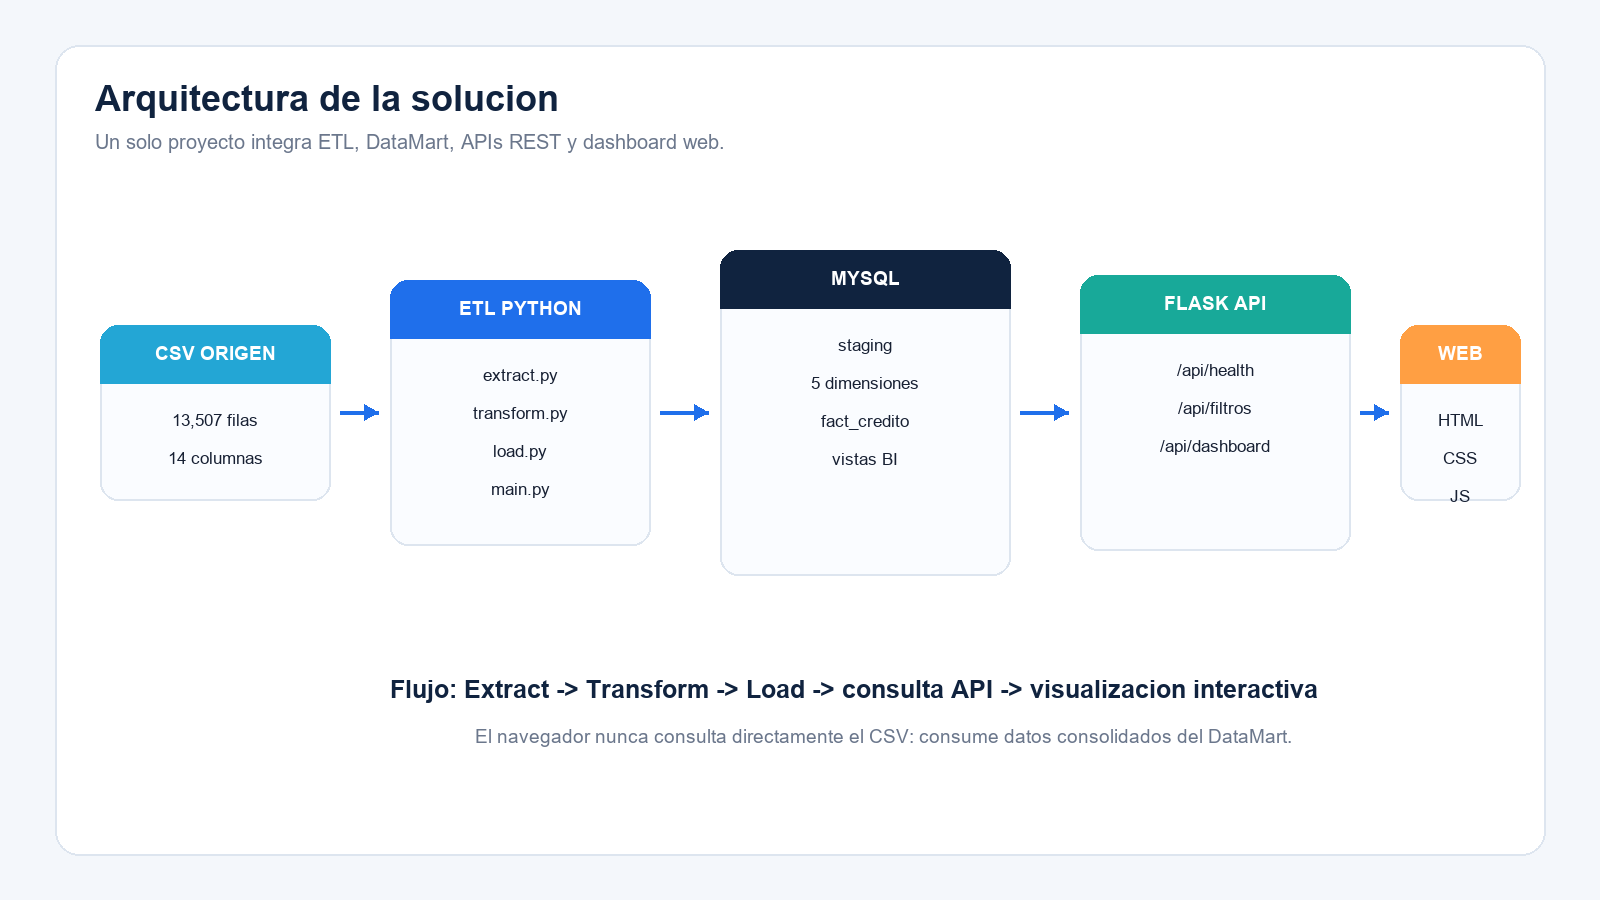 Arquitectura de la solucion
Un solo proyecto integra ETL, DataMart, APIs REST y dashboard web.
CSV ORIGEN
13,507 filas
14 columnas
ETL PYTHON
extract.py
transform.py
load.py
main.py
MYSQL
staging
5 dimensiones
fact_credito
vistas BI
FLASK API
/api/health
/api/filtros
/api/dashboard
WEB
HTML
CSS
JS
Flujo: Extract -> Transform -> Load -> consulta API -> visualizacion interactiva
El navegador nunca consulta directamente el CSV: consume datos consolidados del DataMart.